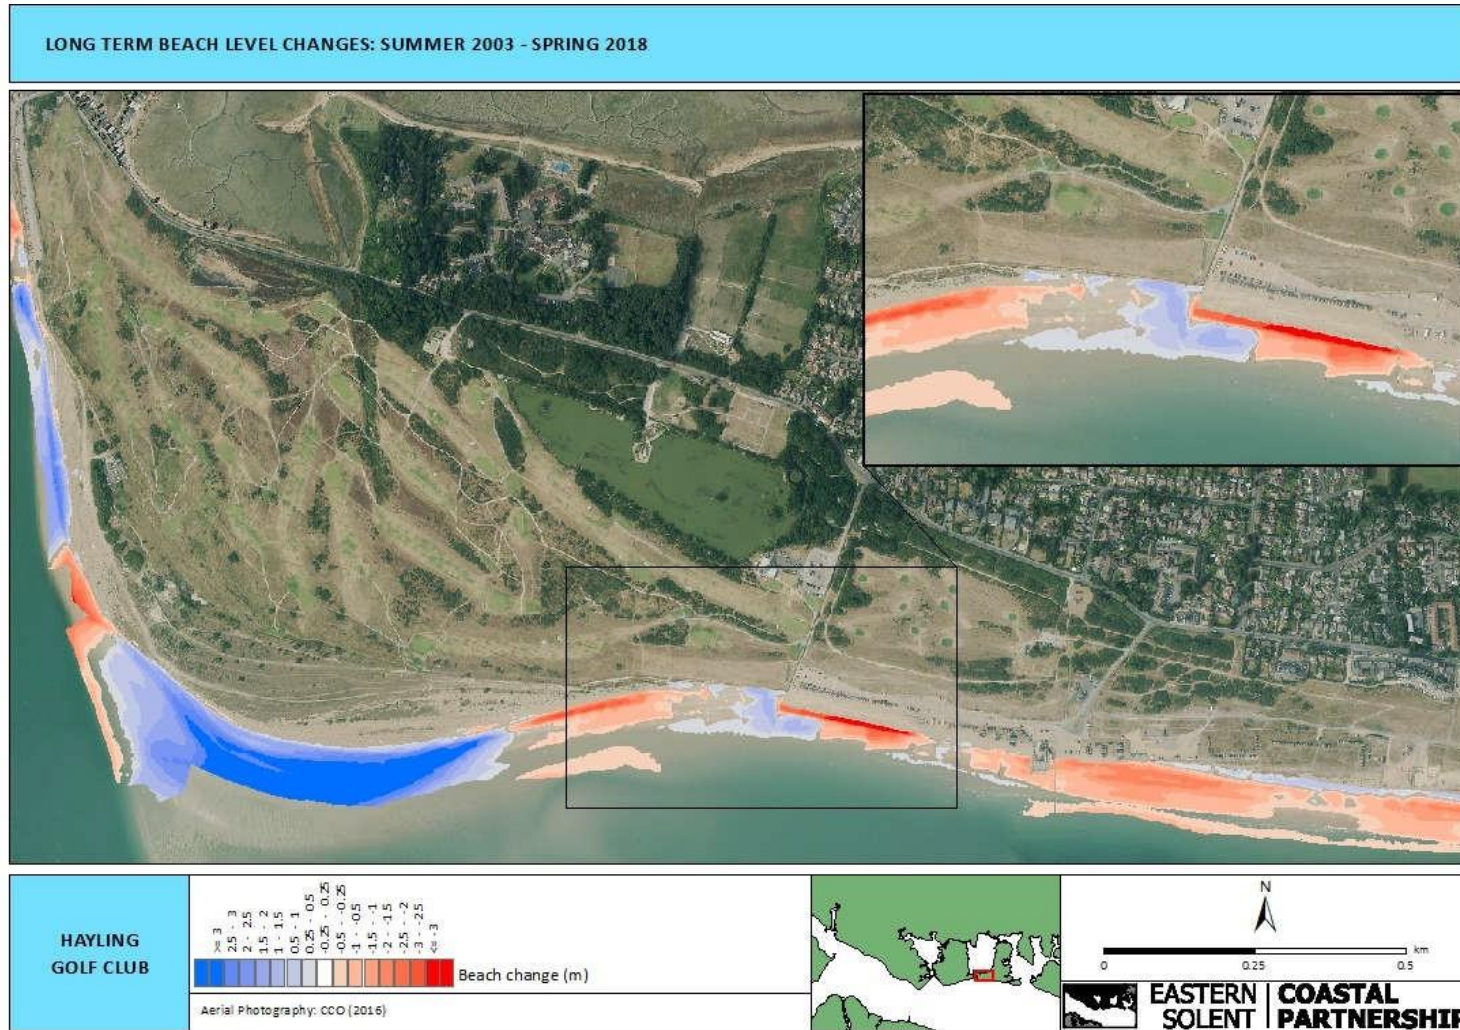 LONG TERM BEACH LEVEL CHANGES: SUMMER 2003 - SPRING 2018
HAYLING
GOLF CLUB
>= 3
2.5 - 3
2 - 2.5
1.5 - 2
1 - 1.5
0.5 - 1
0.25 - 0.5
-0.25 - 0.25
-0.5 - -0.25
-1 - -0.5
-1.5 - -1
-2 - -1.5
-2.5 - -2
-3 - -2.5
<= -3
Beach change (m)
Aerial Photography: CCO (2016)
N
km
0 0.25 0.5
EASTERN COASTAL
SOLENT PARTNERSHIP